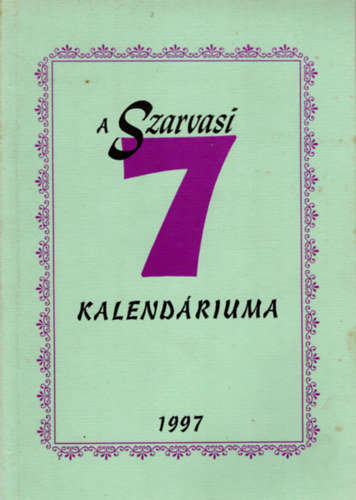 A Szarvasi
7
KALENDÁRIUMA
1997